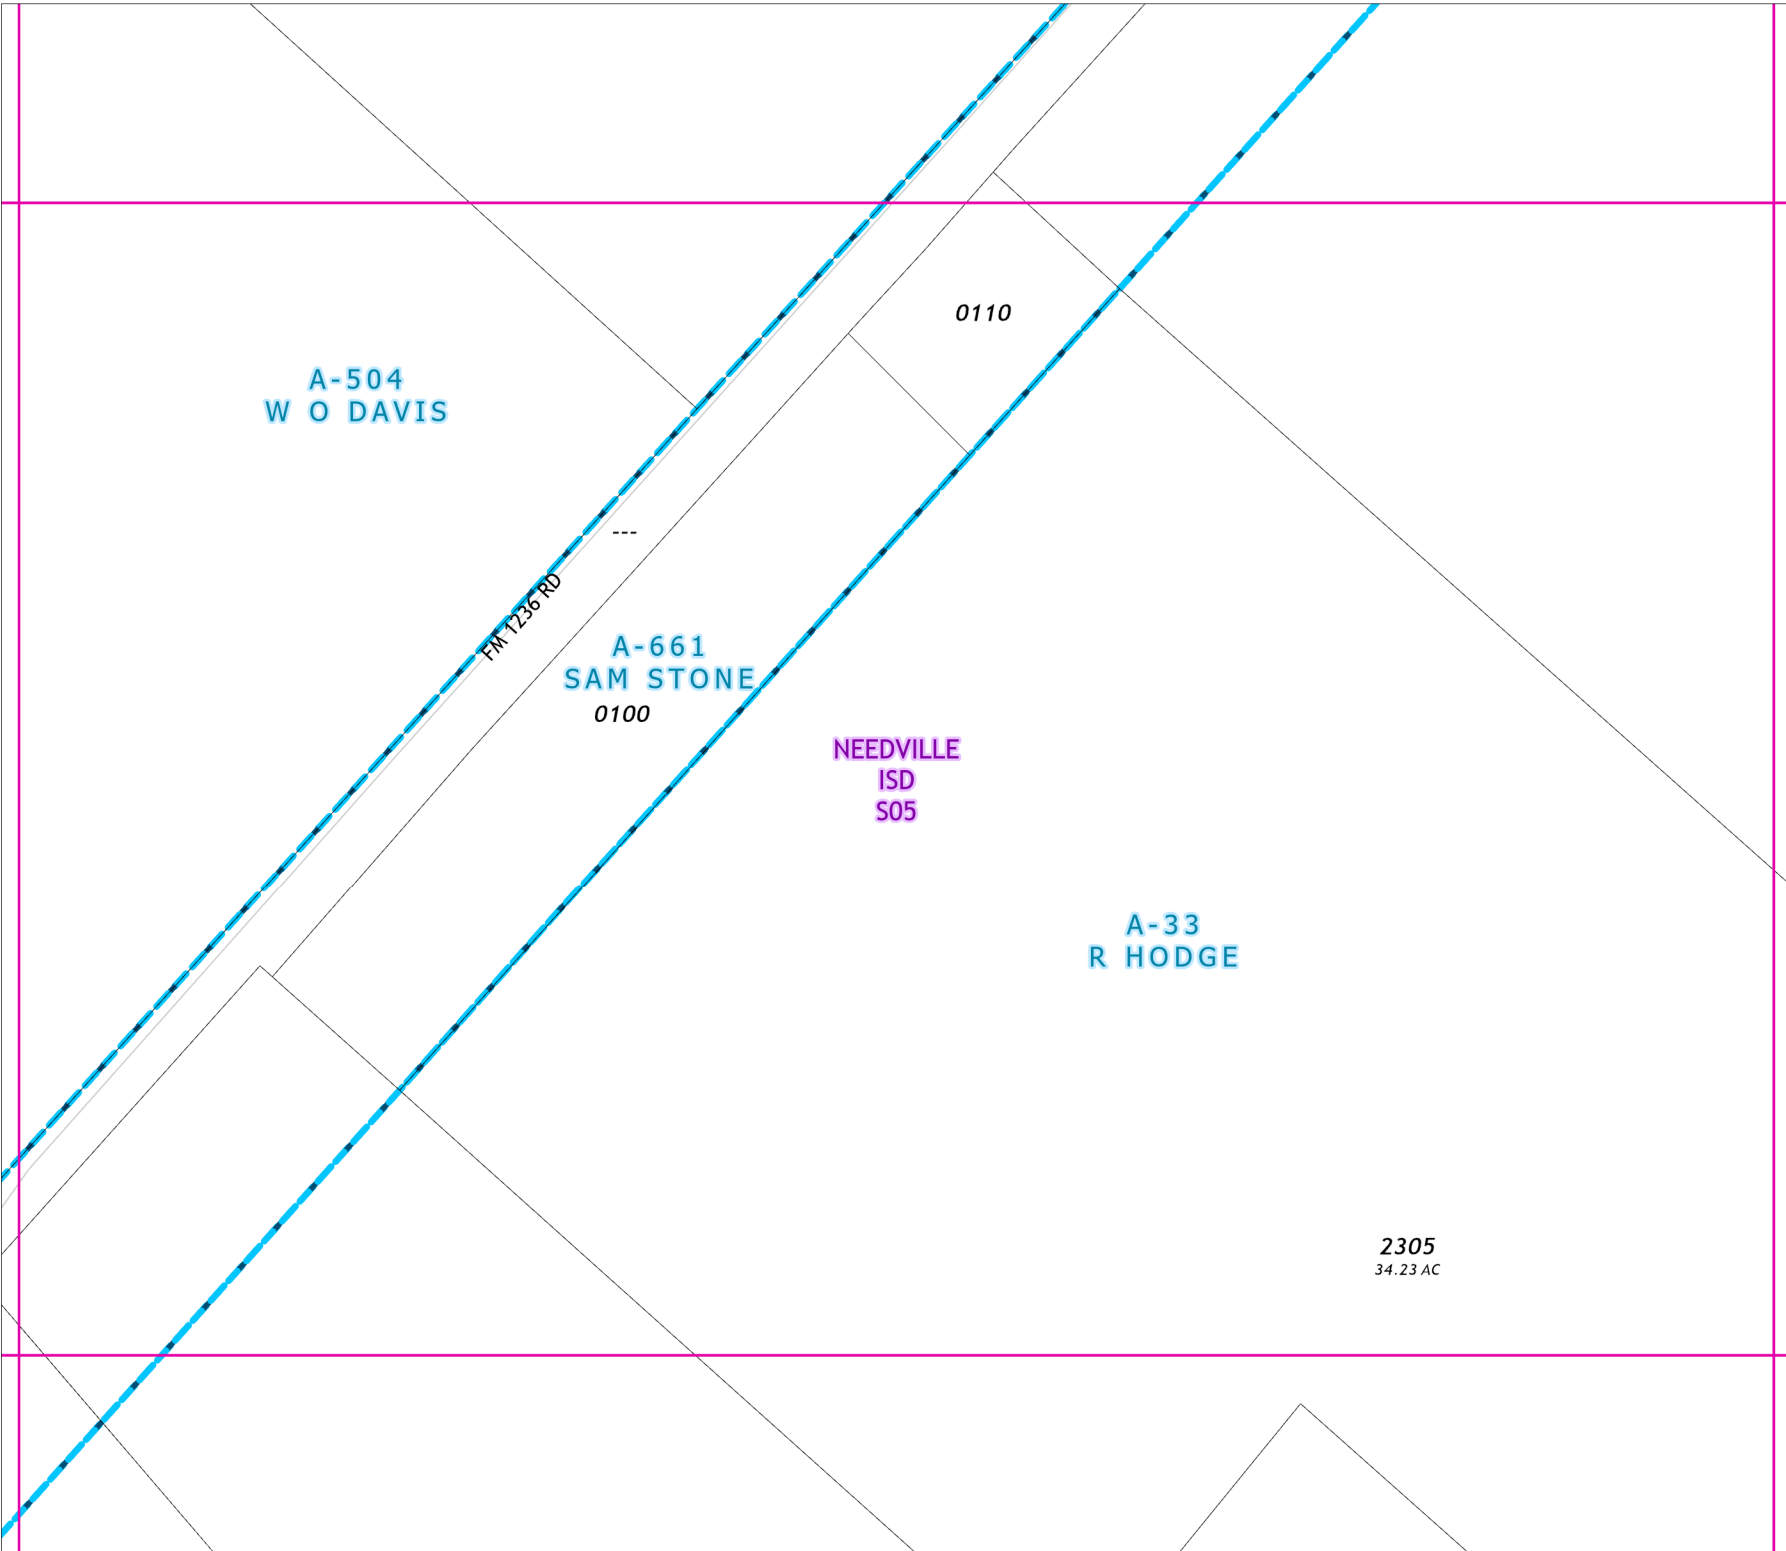 0110
A-504
W O DAVIS
---
FM 1236 RD
A-661
SAM STONE
0100
NEEDVILLE
ISD
S05
A-33
R HODGE
2305
34.23 AC